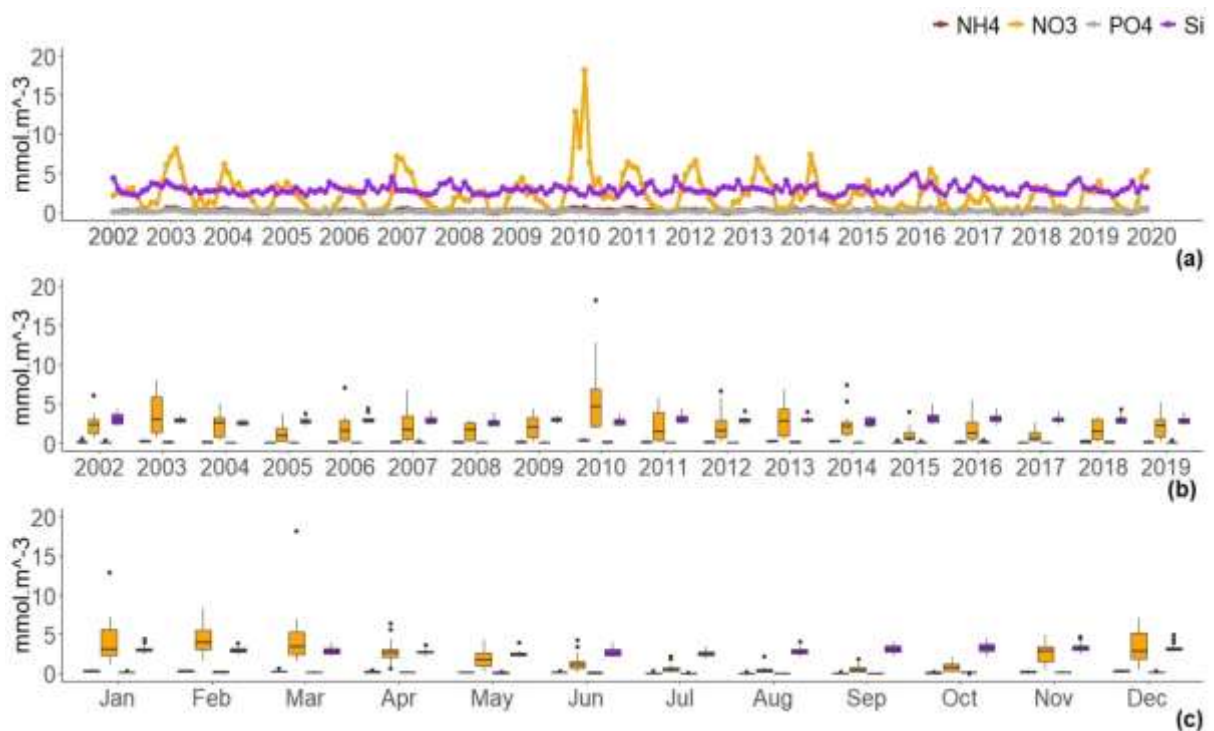 NH4 NO3 PO4 Si
20
15
10
5
0
mmol.m^-3
2002 2003 2004 2005 2006 2007 2008 2009 2010 2011 2012 2013 2014 2015 2016 2017 2018 2019 2020
(a)
20
15
10
5
0
mmol.m^-3
2002 2003 2004 2005 2006 2007 2008 2009 2010 2011 2012 2013 2014 2015 2016 2017 2018 2019
(b)
20
15
10
5
0
mmol.m^-3
Jan Feb Mar Apr May Jun Jul Aug Sep Oct Nov Dec
(c)